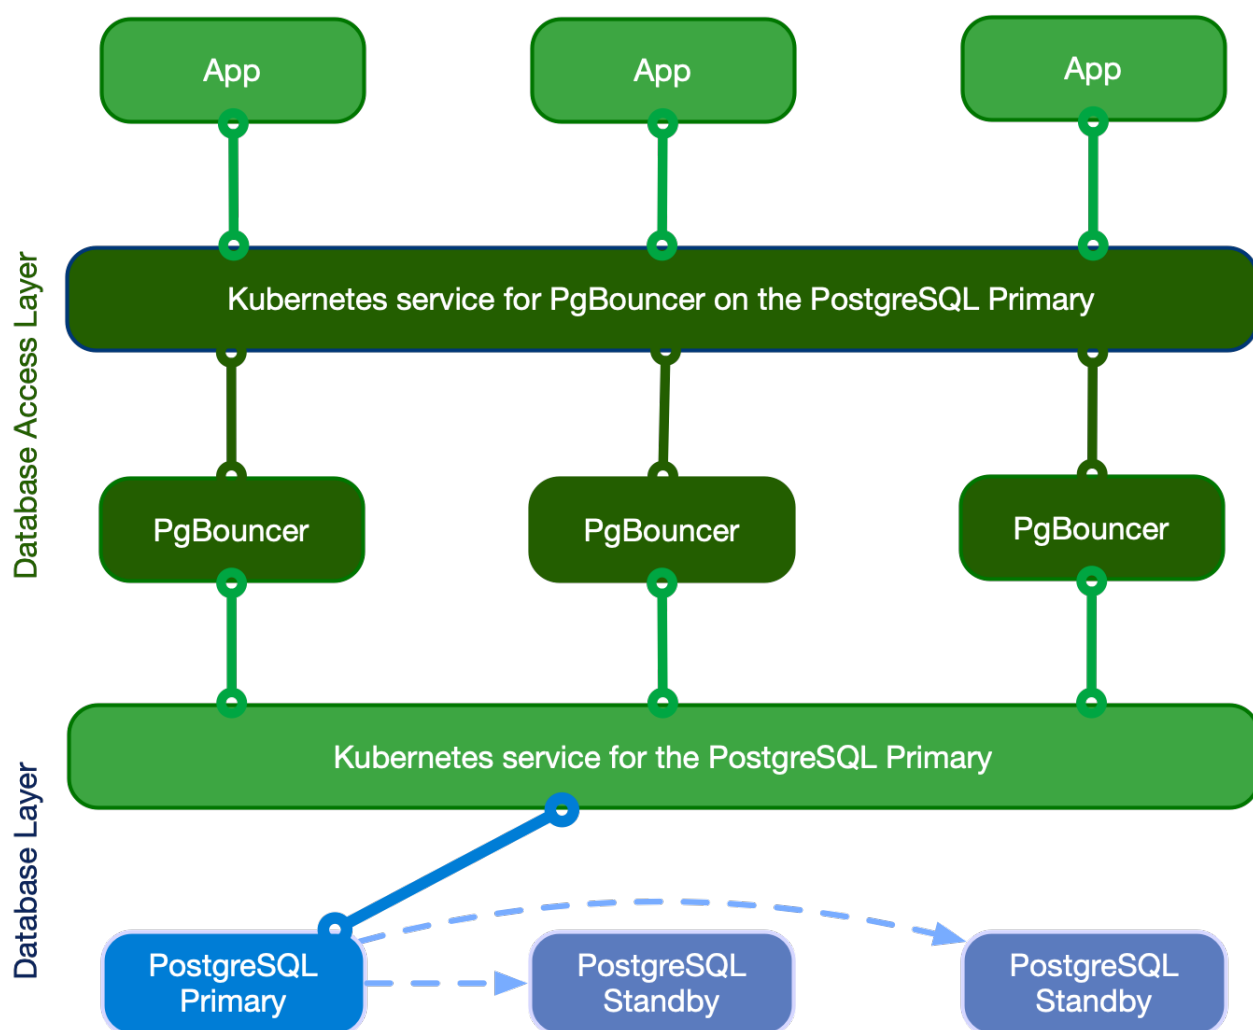 App
App
App
Database Access Layer
Kubernetes service for PgBouncer on the PostgreSQL Primary
PgBouncer
PgBouncer
PgBouncer
Database Layer
Kubernetes service for the PostgreSQL Primary
PostgreSQL
Primary
PostgreSQL
Standby
PostgreSQL
Standby